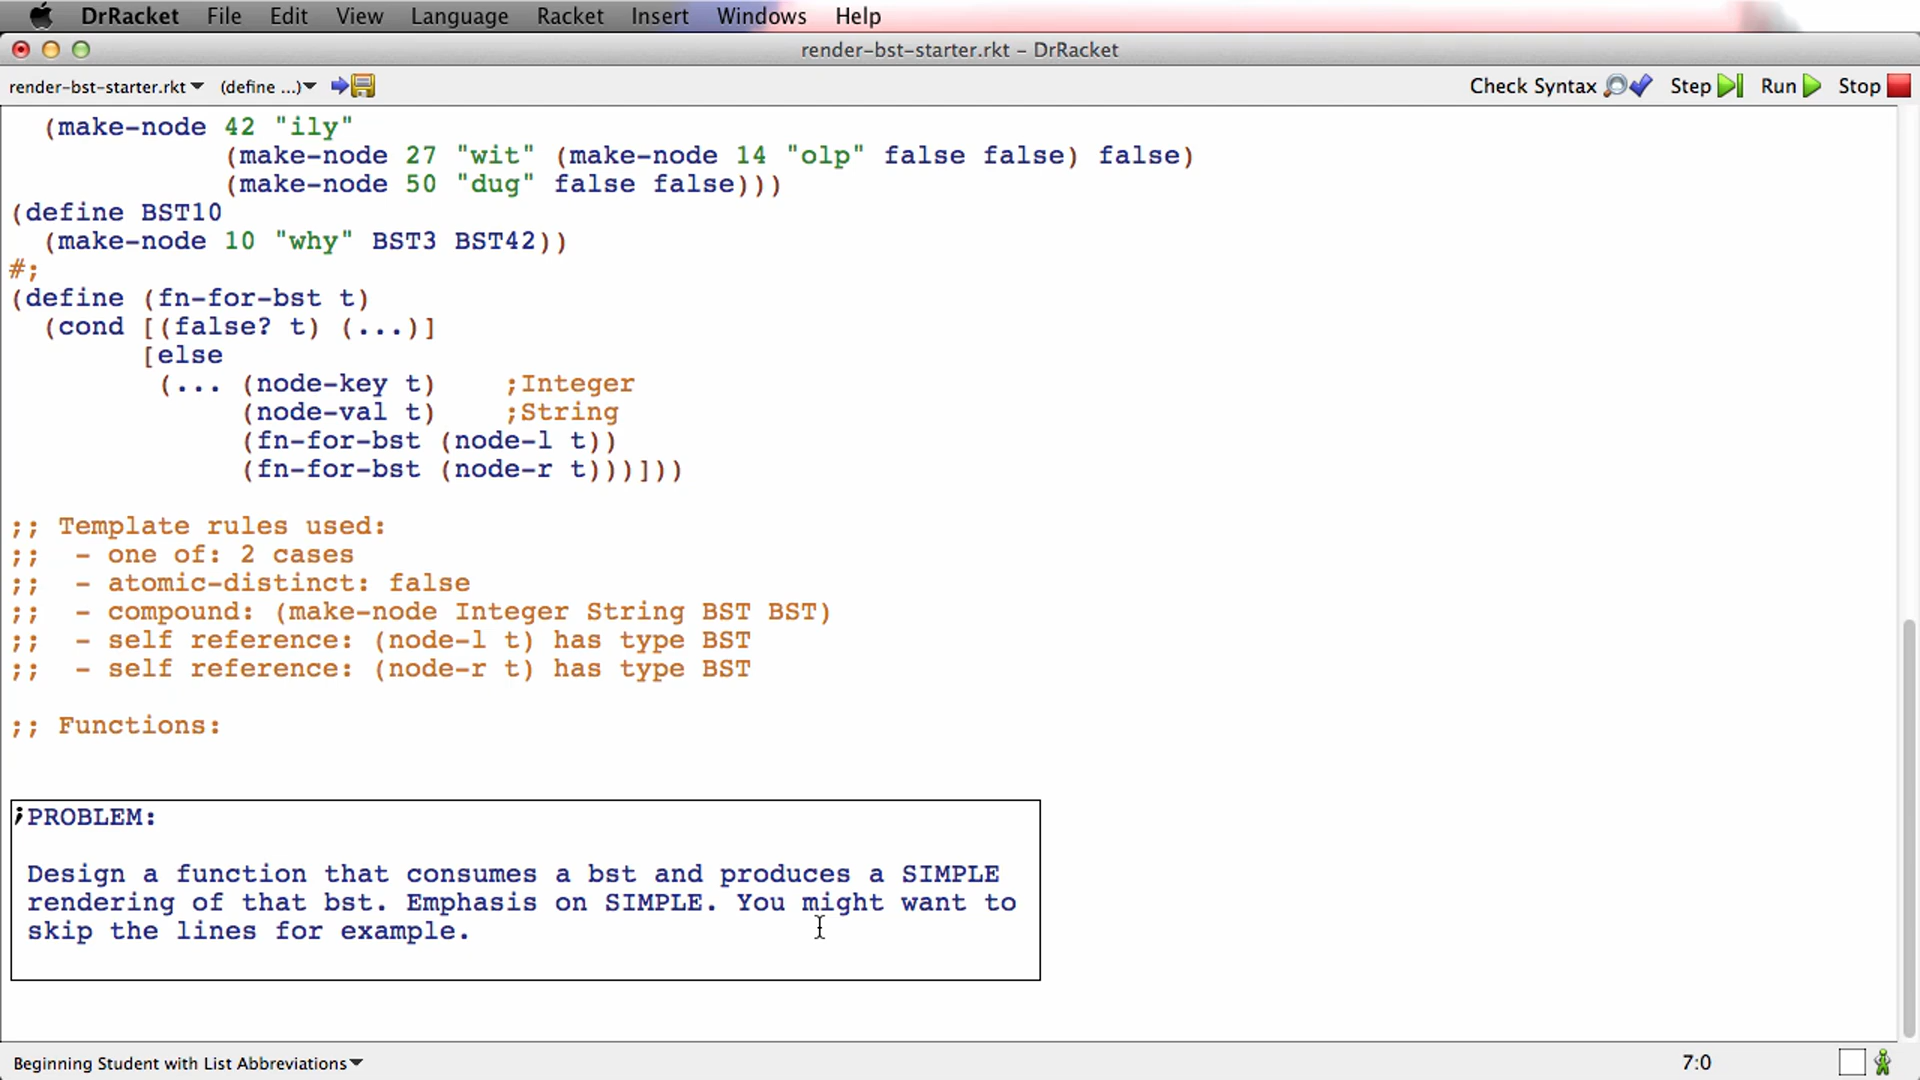 DrRacket File Edit View Language Racket Insert Windows Help
render-bst-starter.rkt – DrRacket
render-bst-starter.rkt (define ...) Check Syntax Step Run Stop
(make-node 42 "ily"
(make-node 27 "wit" (make-node 14 "olp" false false) false)
(make-node 50 "dug" false false)))
(define BST10
(make-node 10 "why" BST3 BST42))
#;
(define (fn-for-bst t)
(cond [(false? t) (...)]
[else
(... (node-key t) ;Integer
(node-val t) ;String
(fn-for-bst (node-l t))
(fn-for-bst (node-r t)))]))
;; Template rules used:
;; - one of: 2 cases
;; - atomic-distinct: false
;; - compound: (make-node Integer String BST BST)
;; - self reference: (node-l t) has type BST
;; - self reference: (node-r t) has type BST
;; Functions:
;PROBLEM:
Design a function that consumes a bst and produces a SIMPLE
rendering of that bst. Emphasis on SIMPLE. You might want to
skip the lines for example.
Beginning Student with List Abbreviations 7:0